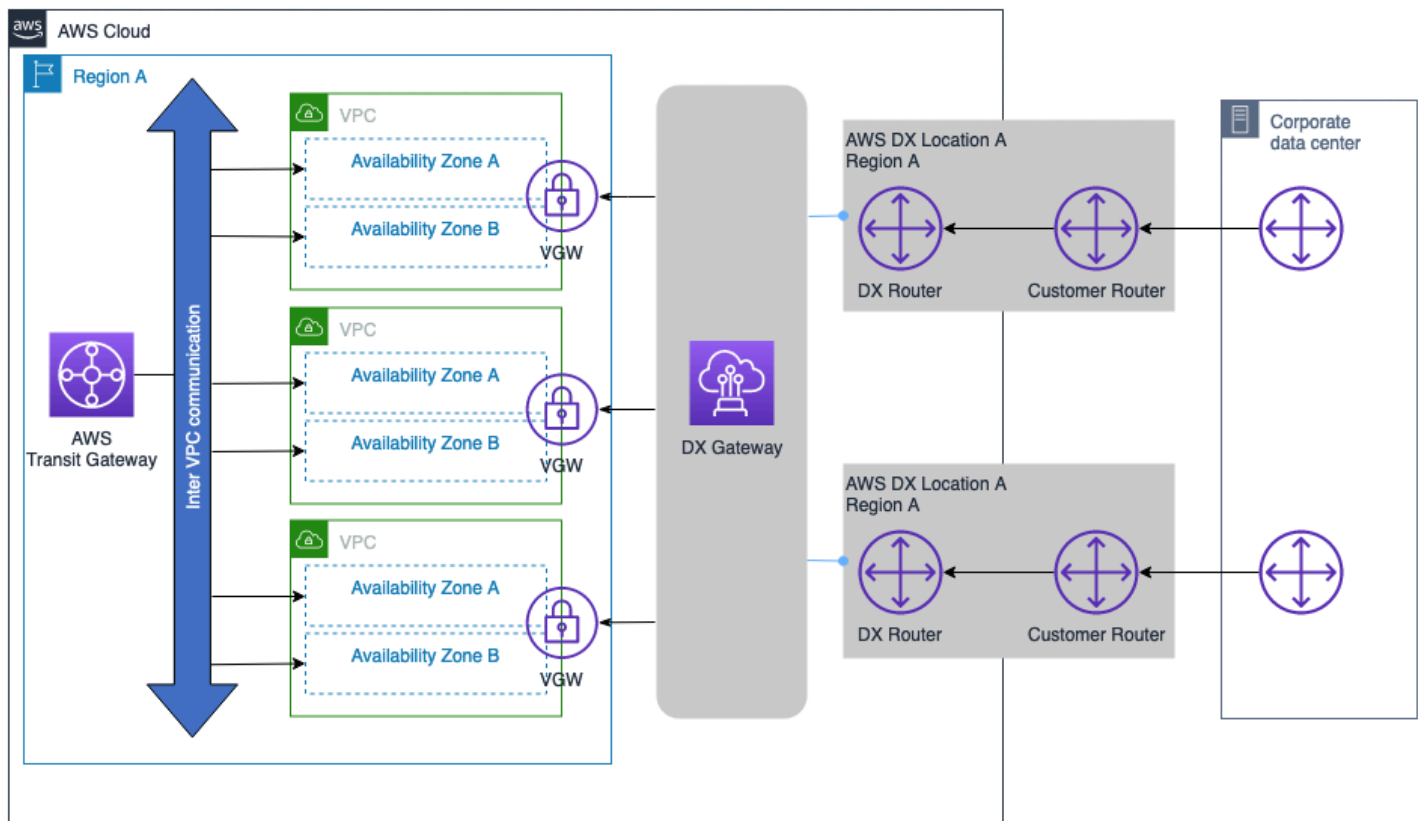 aws
AWS Cloud
Region A
VPC
Availability Zone A
Availability Zone B
VGW
VPC
Availability Zone A
Availability Zone B
VGW
VPC
Availability Zone A
Availability Zone B
VGW
Inter VPC communication
AWS
Transit Gateway
DX Gateway
AWS DX Location A
Region A
DX Router
Customer Router
AWS DX Location A
Region A
DX Router
Customer Router
Corporate
data center